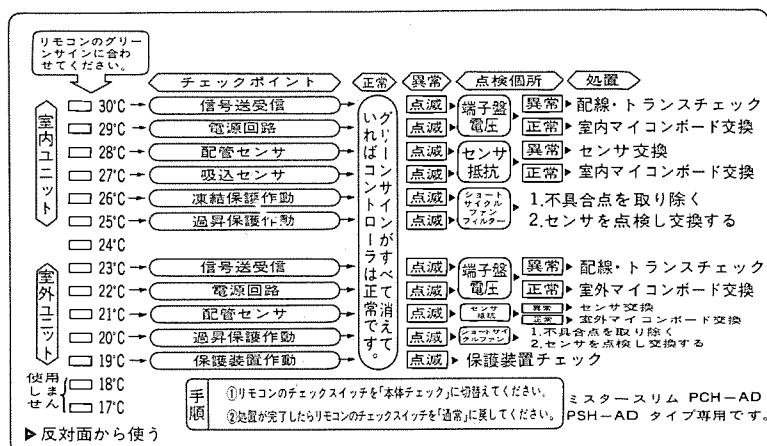 リモコンのグリー
ンサインに合わ
せてください。
チェックポイント 正常 異常 点検個所 処置
室内ユニット
30℃ 信号送受信 点滅 端子盤電圧 異常 配線・トランスチェック
29℃ 電源回路 点滅 正常 室内マイコンボード交換
28℃ 配管センサ 点滅 センサ抵抗 異常 センサ交換
27℃ 吸込センサ 点滅 正常 室内マイコンボード交換
26℃ 凍結保護作動 点滅 ショートサイクルファンフィルター 1.不具合点を取り除く
25℃ 過昇保護作動 点滅 2.センサを点検し交換する
24℃
グリーンサインがすべて消えて
いればコントローラは正常です。
室外ユニット
23℃ 信号送受信 点滅 端子盤電圧 異常 配線・トランスチェック
22℃ 電源回路 点滅 正常 室外マイコンボード交換
21℃ 配管センサ 点滅 センサ抵抗 異常 センサ交換
正常 室外マイコンボード交換
20℃ 過昇保護作動 点滅 ショートサイクルファン 1.不具合点を取り除く
2.センサを点検し交換する
19℃ 保護装置作動 点滅 保護装置チェック
使用しません
18℃
17℃
手順
①リモコンのチェックスイッチを「本体チェック」に切替えてください。
②処置が完了したらリモコンのチェックスイッチを「通常」に戻してください。
ミスタースリム PCH-AD
PSH-AD タイプ専用です。
▶反対面から使う